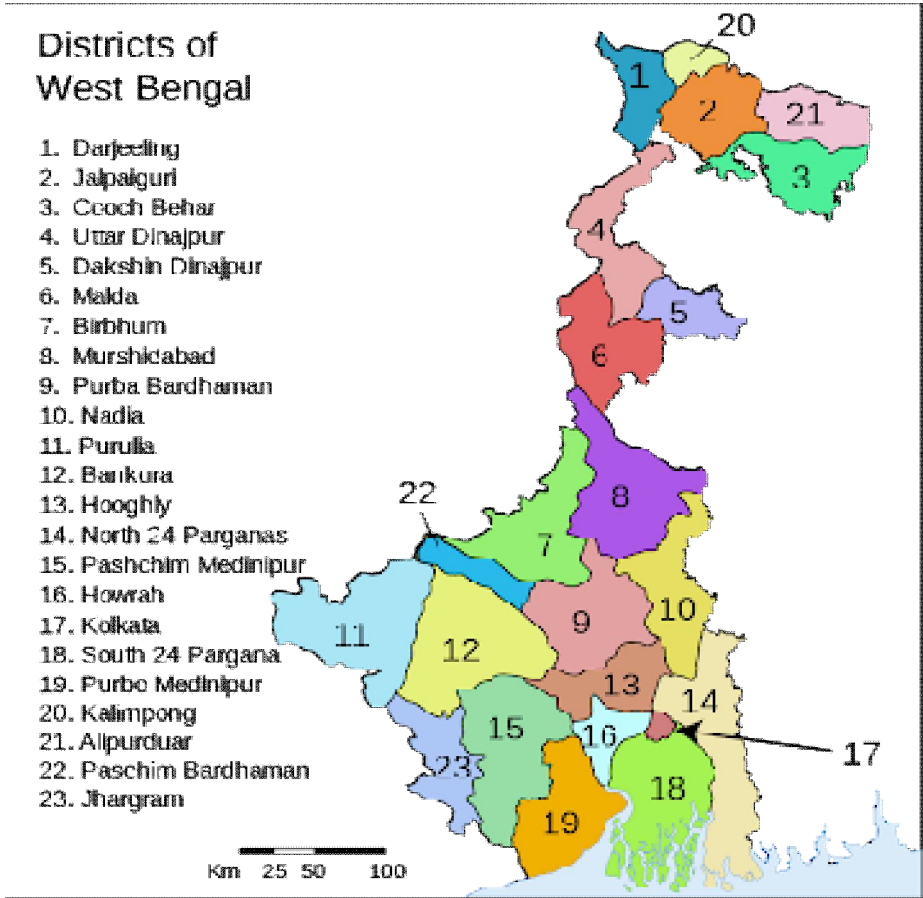 Districts of
West Bengal
1. Darjeeling
2. Jalpaiguri
3. Cooch Behar
4. Uttar Dinajpur
5. Dakshin Dinajpur
6. Malda
7. Birbhum
8. Murshidabad
9. Purba Bardhaman
10. Nadia
11. Purulia
12. Bankura
13. Hooghly
14. North 24 Parganas
15. Pashchim Medinipur
16. Howrah
17. Kolkata
18. South 24 Pargana
19. Purbo Medinipur
20. Kalimpong
21. Alipurduar
22. Paschim Bardhaman
23. Jhargram
20
1
2
21
3
4
5
6
22
8
7
11
12
9
10
13
14
15
16
17
23
18
19
Km 25 50 100